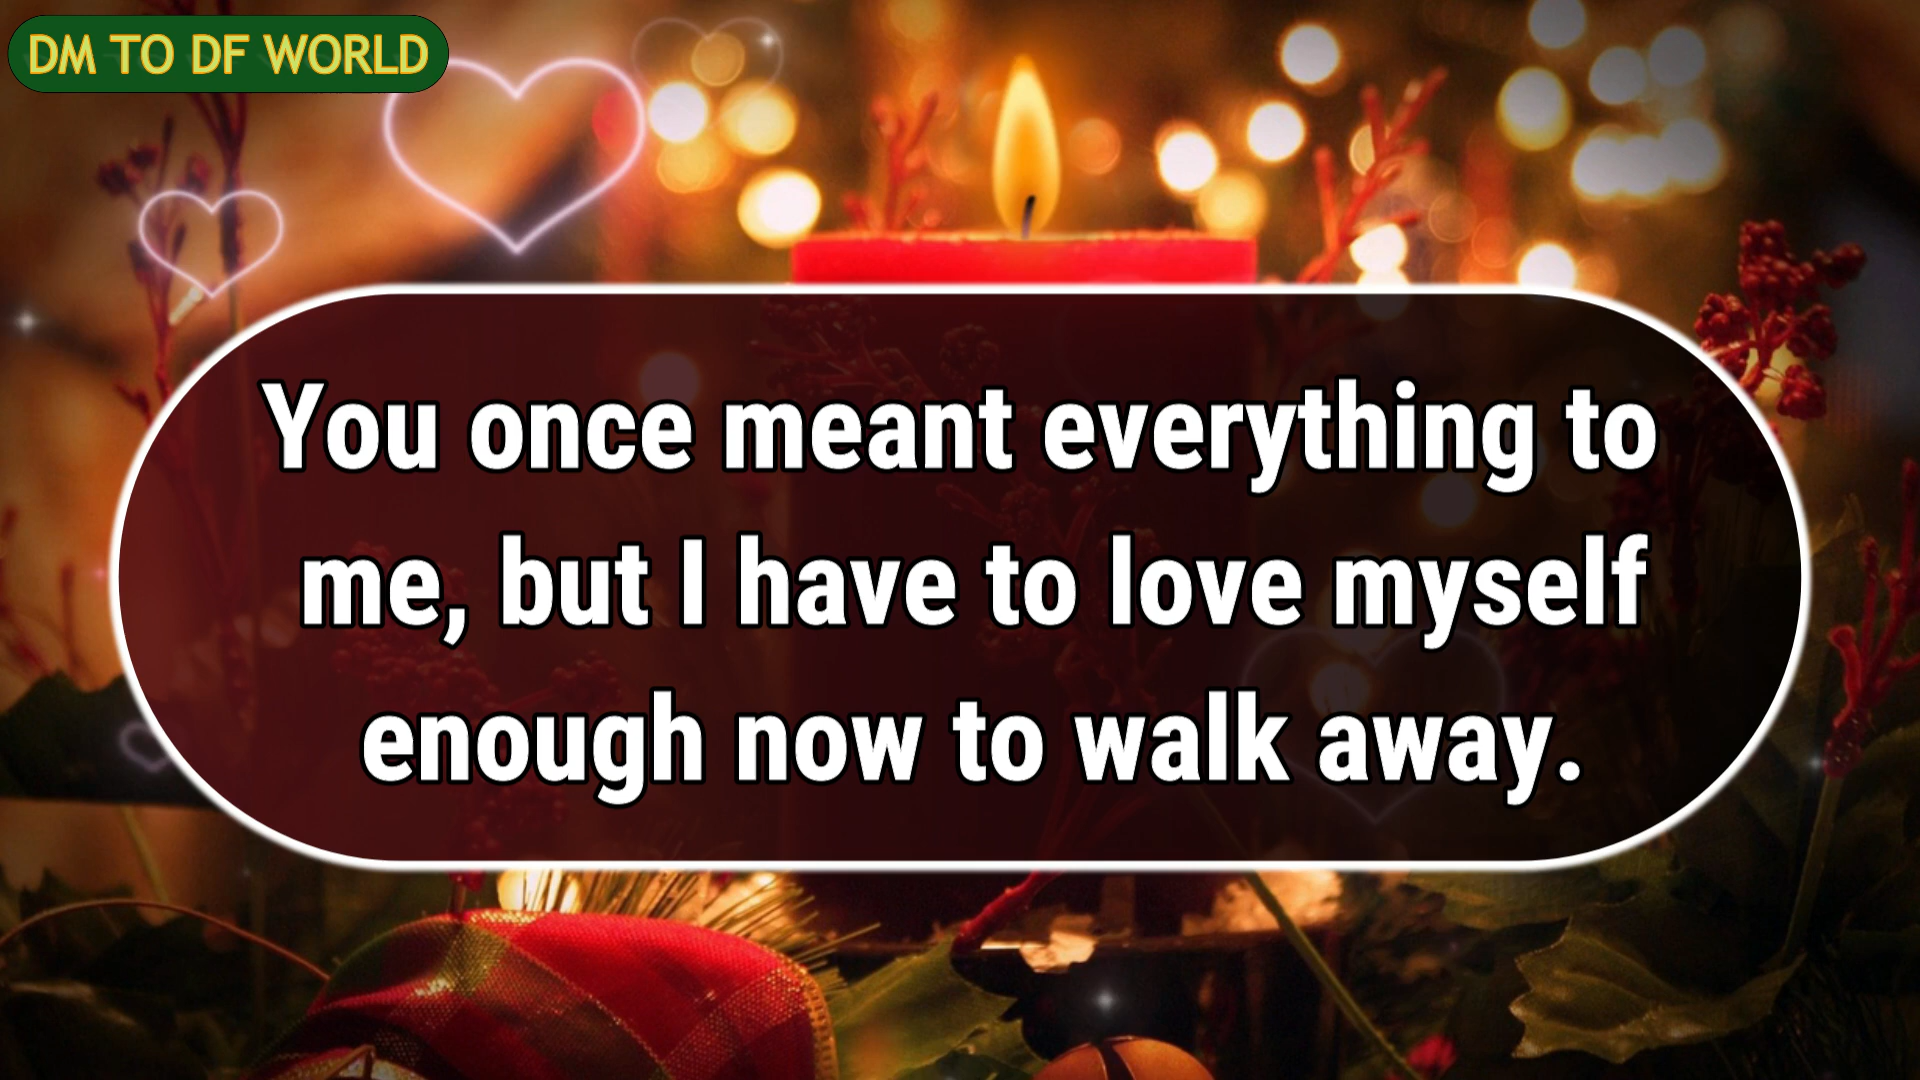 DM TO DF WORLD
You once meant everything to
me, but I have to love myself
enough now to walk away.